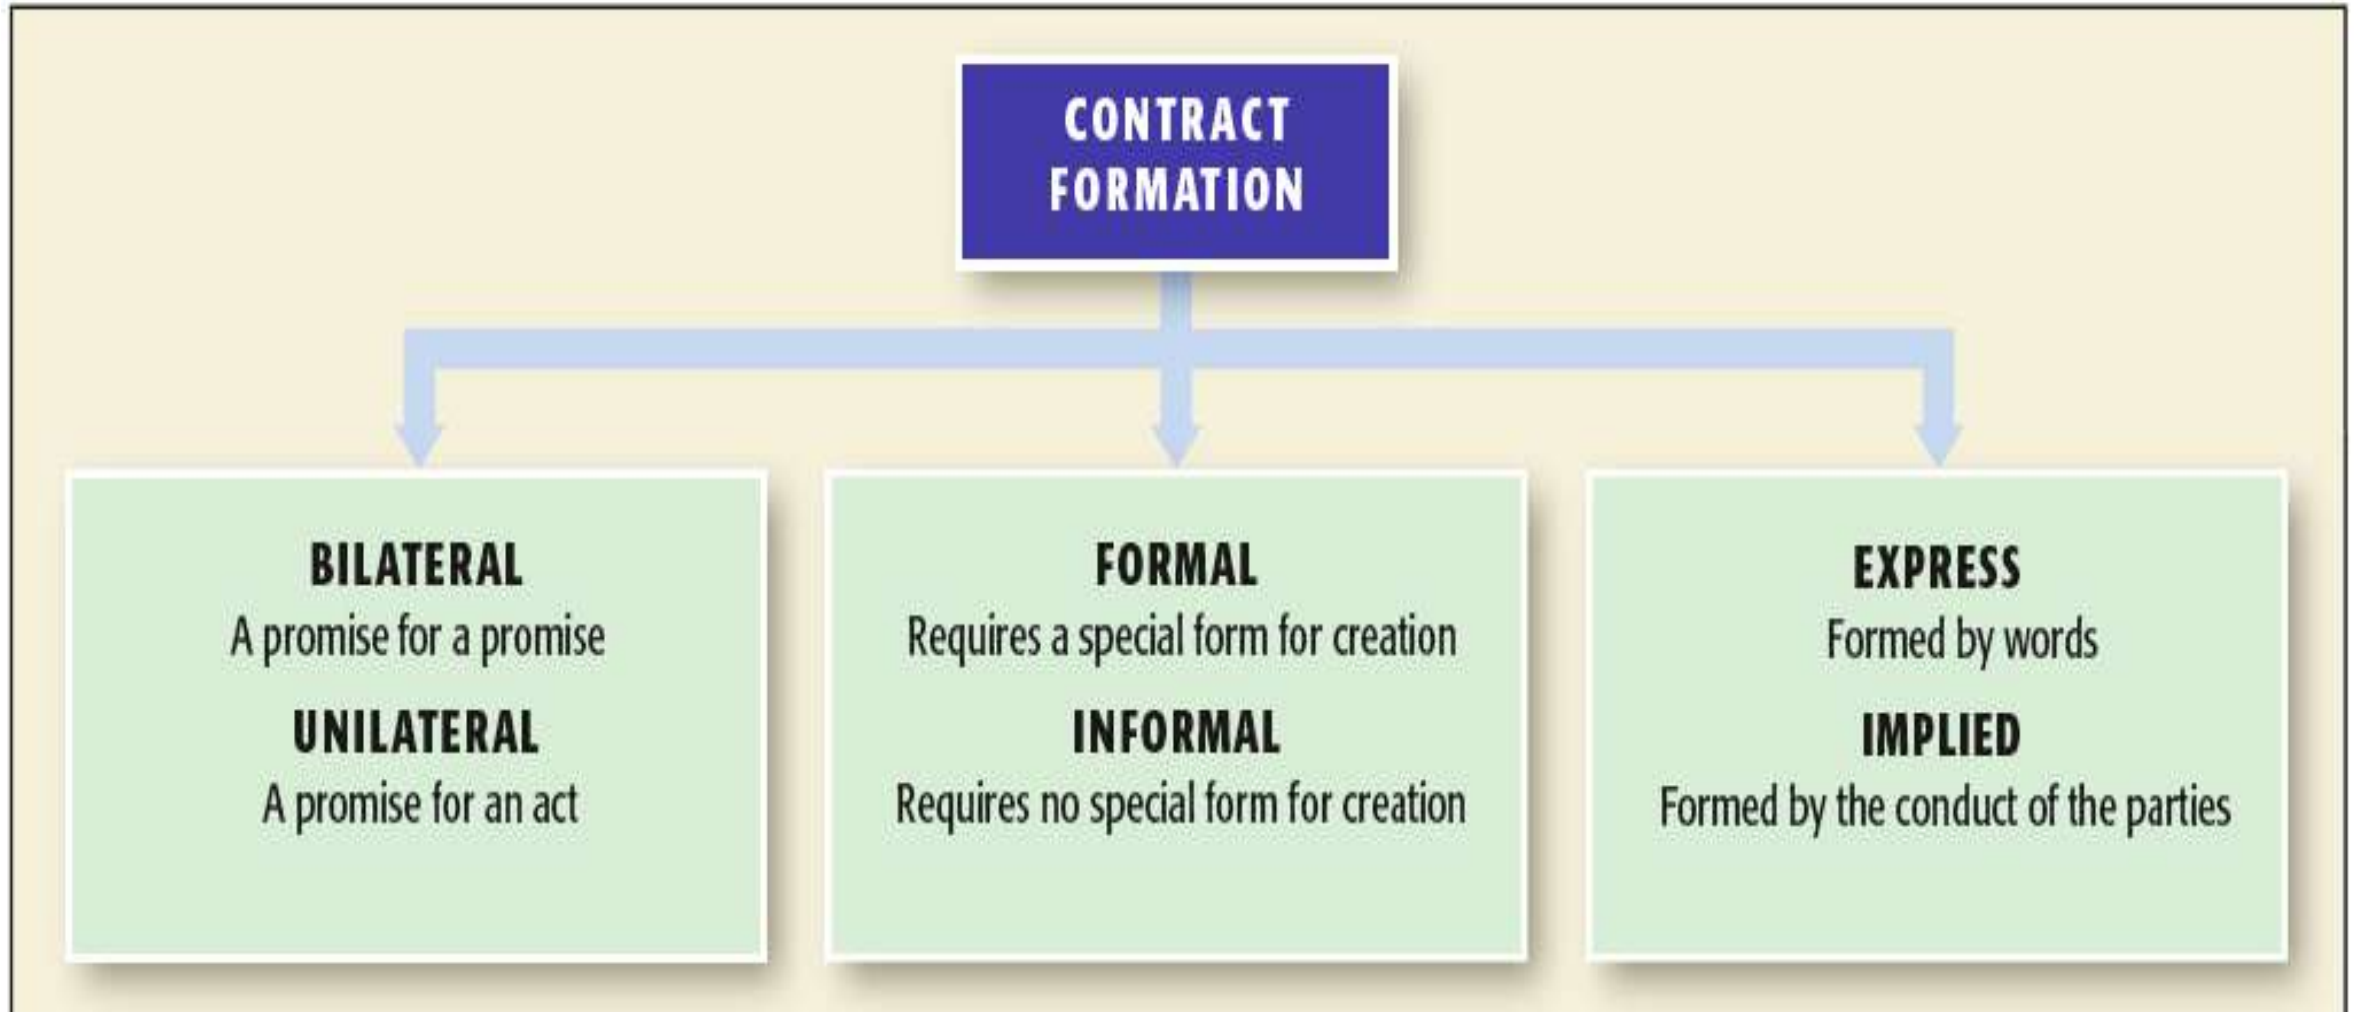 CONTRACT
FORMATION
BILATERAL
A promise for a promise
UNILATERAL
A promise for an act
FORMAL
Requires a special form for creation
INFORMAL
Requires no special form for creation
EXPRESS
Formed by words
IMPLIED
Formed by the conduct of the parties